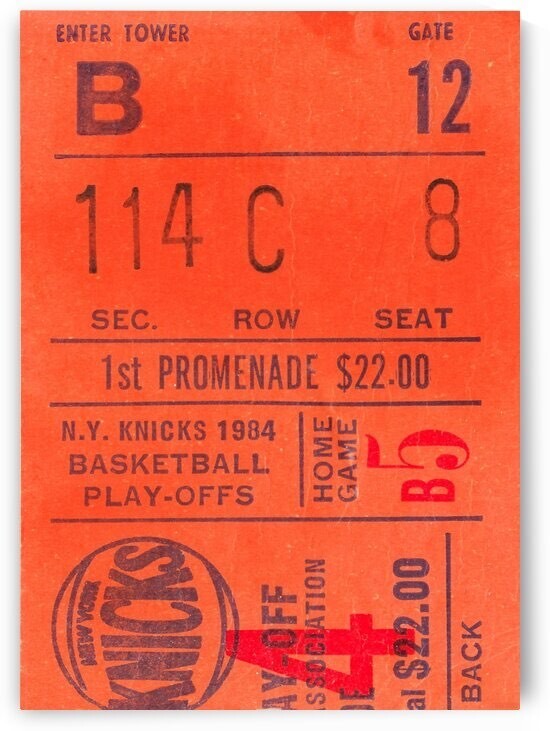 ENTER TOWER GATE
B 12
114 C 8
SEC. ROW SEAT
1st PROMENADE $22.00
N.Y. KNICKS 1984
BASKETBALL
PLAY-OFFS
HOME
GAME
B5
NEW YORK
KNICKS
AY-OFF
SSOCIATION
4
al $22.00
BACK